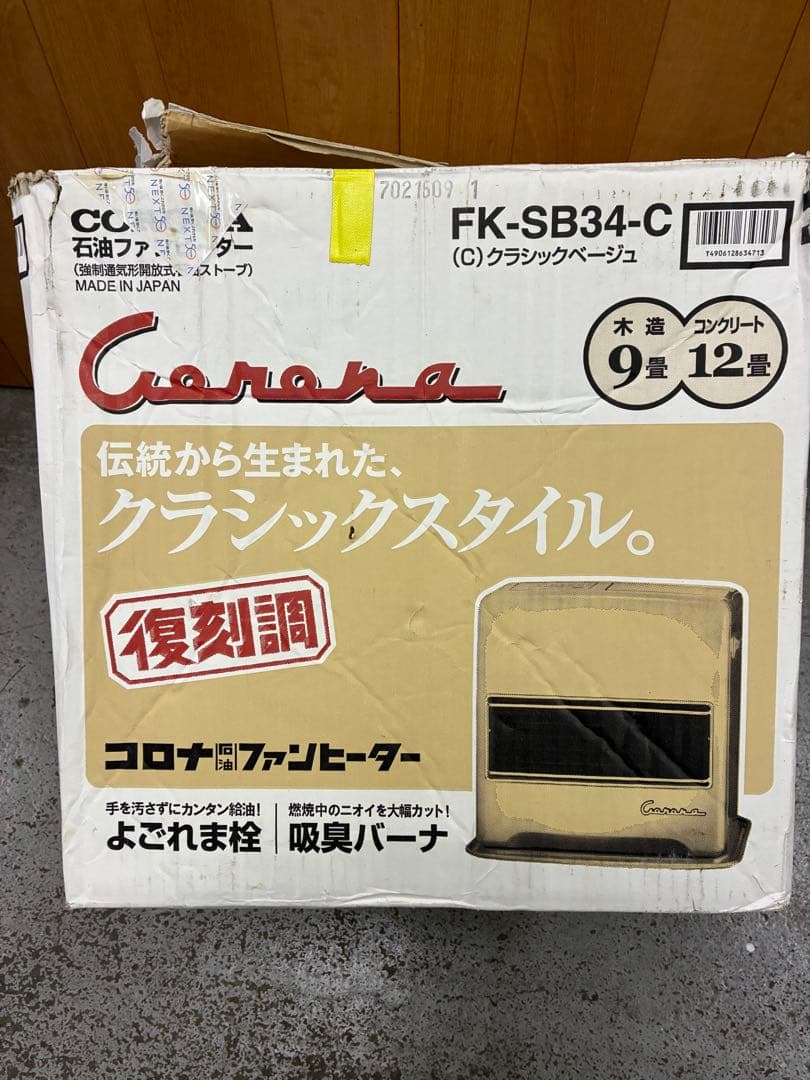 7021609 1
石油ファ
ター
(強制通気形開放式
ストーブ)
MADE IN JAPAN
FK-SB34-C
(C)クラシックベージュ
T4906128634713
木造
9畳
コンクリート
12畳
Corona
伝統から生まれた、
クラシックスタイル。
復刻調
コロナ石油ファンヒーター
手を汚さずにカンタン給油!
よごれま栓
燃焼中のニオイを大幅カット!
吸臭バーナ
Corona
NEXT
NEXT